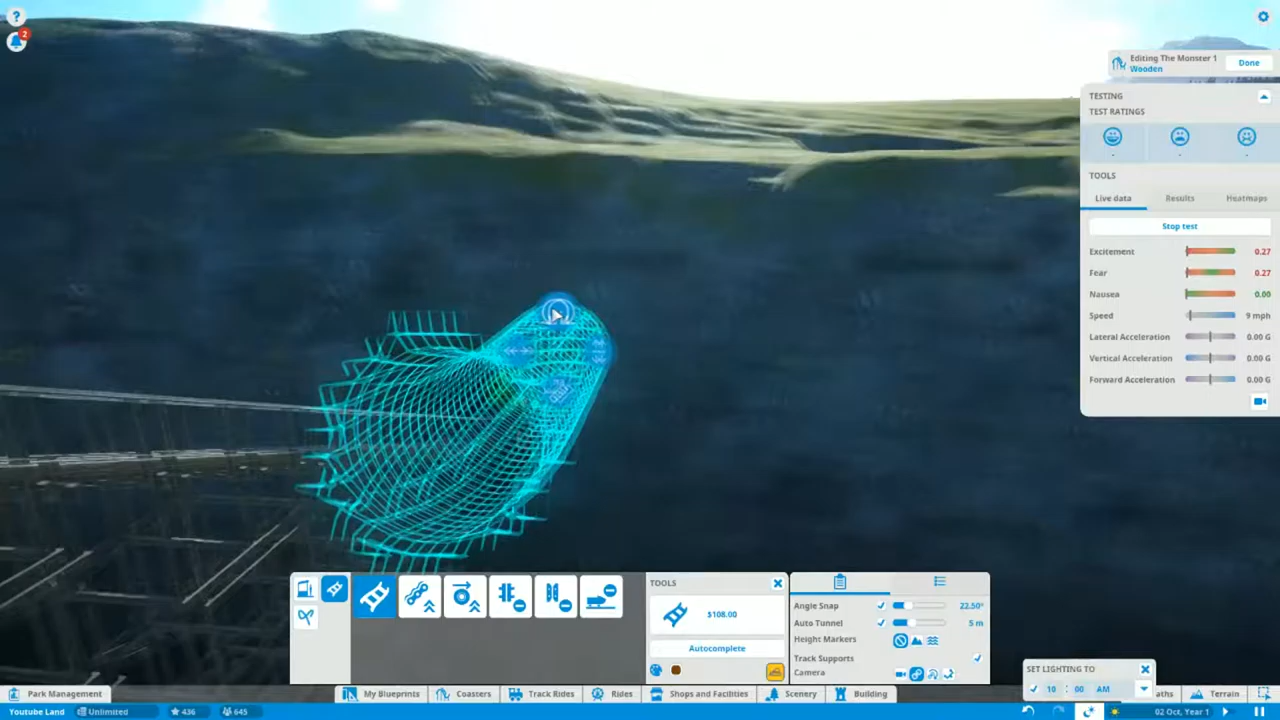 ?
2
Editing The Monster 1
Wooden
Done
TESTING
TEST RATINGS
- - -
TOOLS
Live data Results Heatmaps
Stop test
Excitement 0.27
Fear 0.27
Nausea 0.00
Speed 9 mph
Lateral Acceleration 0.00 G
Vertical Acceleration 0.00 G
Forward Acceleration 0.00 G
TOOLS
$108.00
Autocomplete
Angle Snap 22.50°
Auto Tunnel 5 m
Height Markers
Track Supports
Camera
SET LIGHTING TO
10 : 00 AM
Park Management
My Blueprints
Coasters
Track Rides
Rides
Shops and Facilities
Scenery
Building
aths
Terrain
Youtube Land
Unlimited
436
645
02 Oct, Year 1